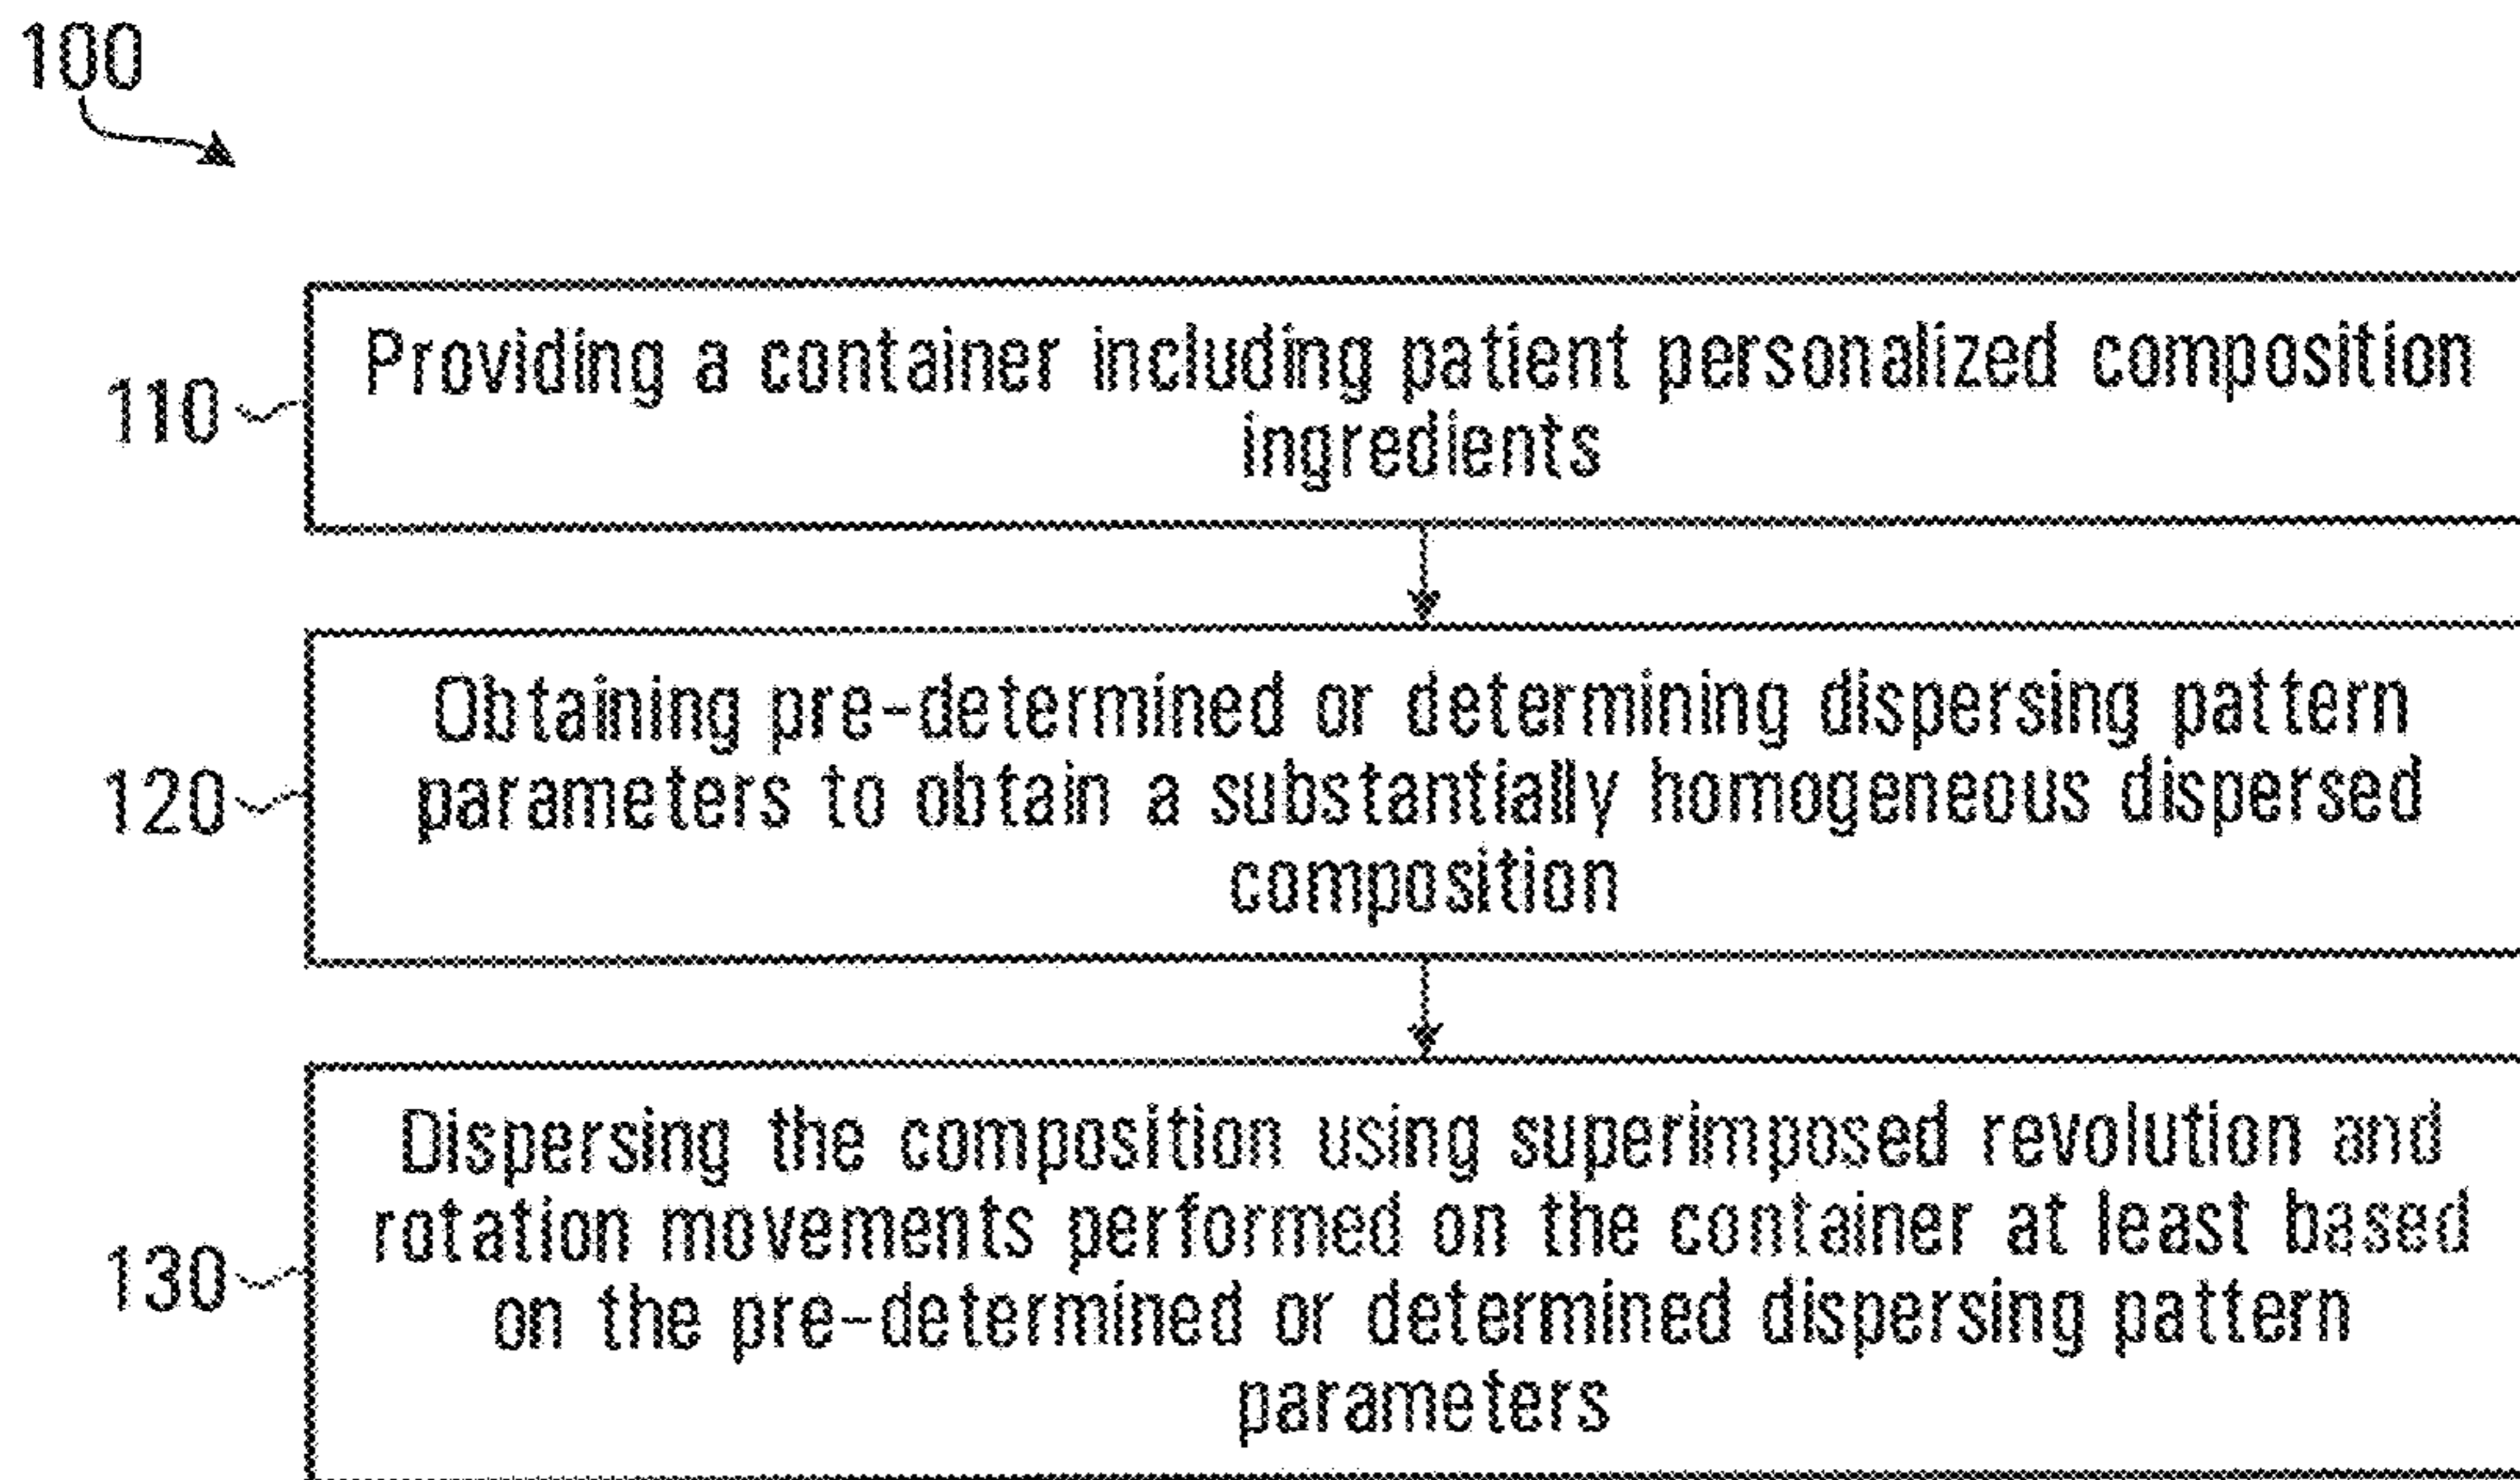 100
110
Providing a container including patient personalized composition
ingredients
120
Obtaining pre-determined or determining dispersing pattern
parameters to obtain a substantially homogeneous dispersed
composition
130
Dispersing the composition using superimposed revolution and
rotation movements performed on the container at least based
on the pre-determined or determined dispersing pattern
parameters